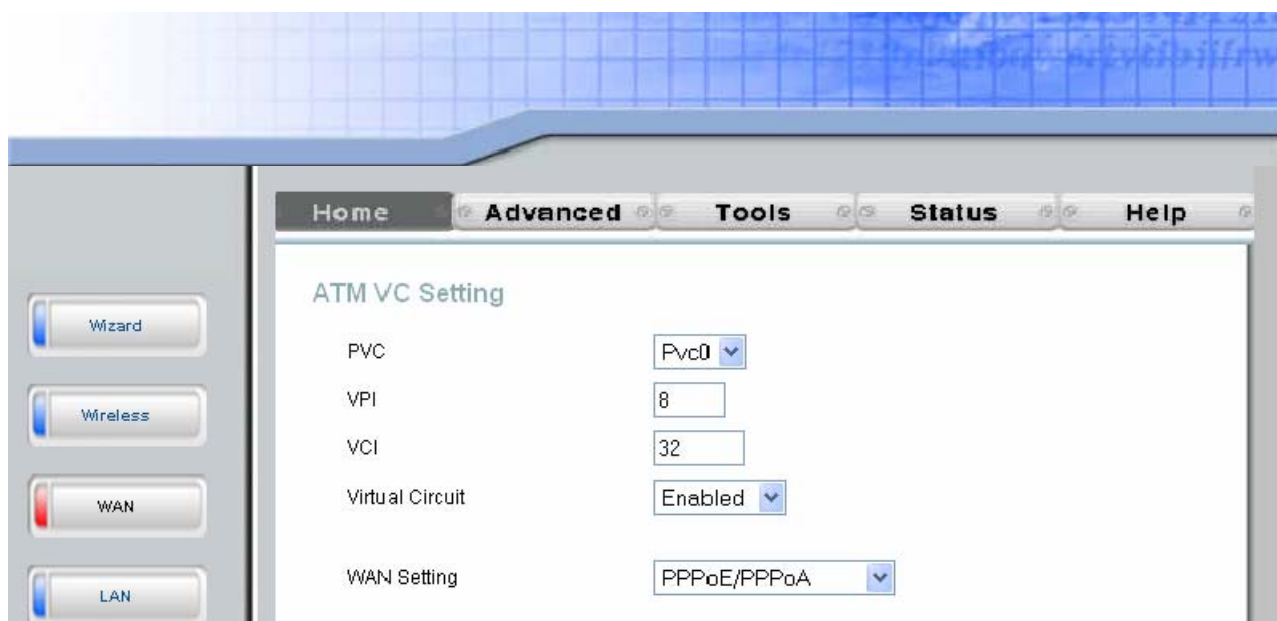 Home Advanced Tools Status Help
Wizard
Wireless
WAN
LAN
ATM VC Setting
PVC Pvc0
VPI 8
VCI 32
Virtual Circuit Enabled
WAN Setting PPPoE/PPPoA